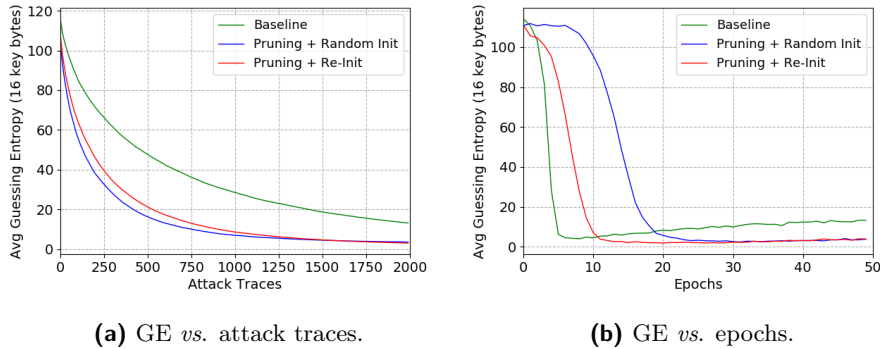 Avg Guessing Entropy (16 key bytes)
120
100
80
60
40
20
0
Baseline
Pruning + Random Init
Pruning + Re-Init
0 250 500 750 1000 1250 1500 1750 2000
Attack Traces
(a) GE vs. attack traces.
Avg Guessing Entropy (16 key bytes)
100
80
60
40
20
0
Baseline
Pruning + Random Init
Pruning + Re-Init
0 10 20 30 40 50
Epochs
(b) GE vs. epochs.